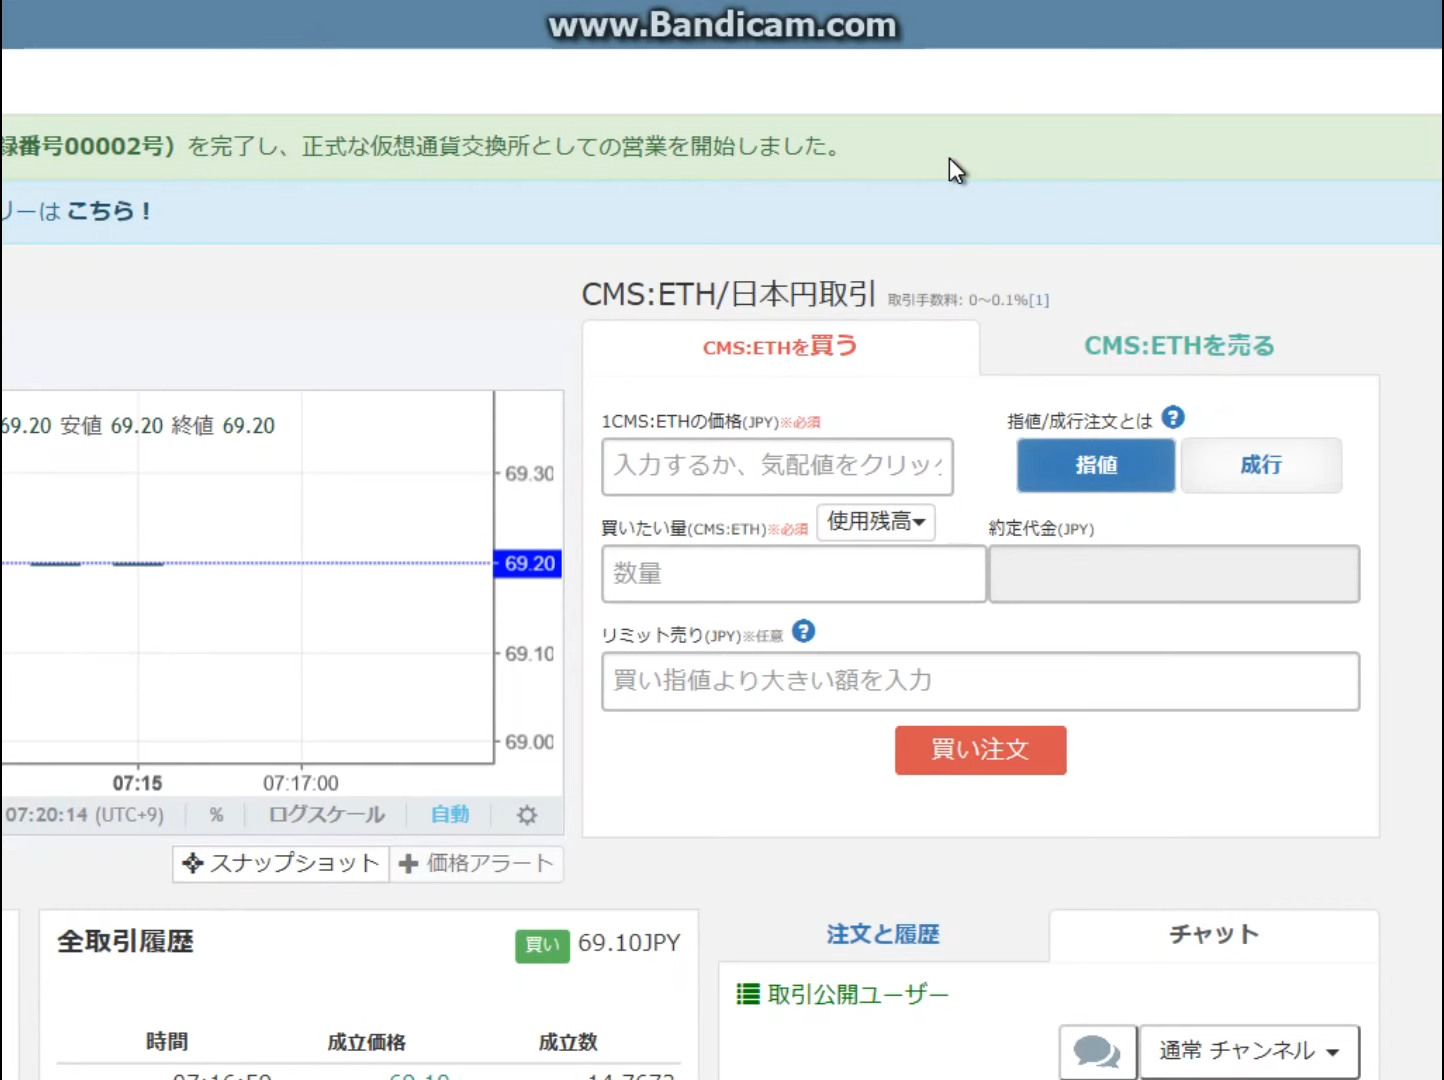 www.Bandicam.com
録番号00002号）を完了し、正式な仮想通貨交換所としての営業を開始しました。
リーは こちら！
CMS:ETH/日本円取引 取引手数料: 0～0.1%[1]
CMS:ETHを買う
CMS:ETHを売る
69.20 安値 69.20 終値 69.20
1CMS:ETHの価格(JPY)※必須
指値/成行注文とは ?
入力するか、気配値をクリック
指値
成行
69.30
買いたい量(CMS:ETH)※必須
使用残高
約定代金(JPY)
69.20
数量
リミット売り(JPY)※任意 ?
69.10
買い指値より大きい額を入力
69.00
買い注文
07:15
07:17:00
07:20:14 (UTC+9)
%
ログスケール
自動
スナップショット
価格アラート
全取引履歴
買い 69.10JPY
注文と履歴
チャット
取引公開ユーザー
時間
成立価格
成立数
通常 チャンネル
07:16:59
69.10
14.7673